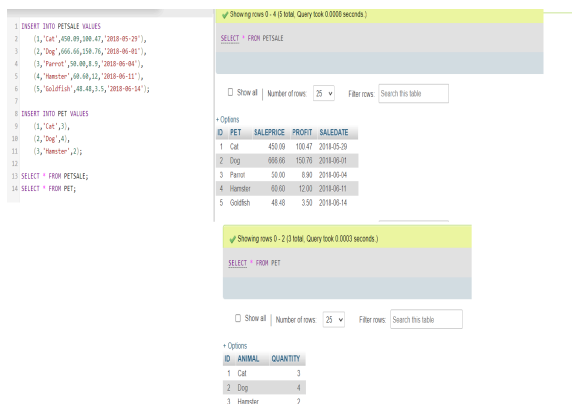 1 INSERT INTO PETSALE VALUES
2 (1,'Cat',450.09,100.47,'2018-05-29'),
3 (2,'Dog',666.66,150.76,'2018-06-01'),
4 (3,'Parrot',50.00,8.9,'2018-06-04'),
5 (4,'Hamster',60.60,12,'2018-06-11'),
6 (5,'Goldfish',48.48,3.5,'2018-06-14');
7
8 INSERT INTO PET VALUES
9 (1,'Cat',3),
10 (2,'Dog',4),
11 (3,'Hamster',2);
12
13 SELECT * FROM PETSALE;
14 SELECT * FROM PET;
Showing rows 0 - 4 (5 total, Query took 0.0008 seconds.)
SELECT * FROM PETSALE
Show all | Number of rows: 25 Filter rows: Search this table
+ Options
ID PET SALEPRICE PROFIT SALEDATE
1 Cat 450.09 100.47 2018-05-29
2 Dog 666.66 150.76 2018-06-01
3 Parrot 50.00 8.90 2018-06-04
4 Hamster 60.60 12.00 2018-06-11
5 Goldfish 48.48 3.50 2018-06-14
Showing rows 0 - 2 (3 total, Query took 0.0003 seconds.)
SELECT * FROM PET
Show all | Number of rows: 25 Filter rows: Search this table
+ Options
ID ANIMAL QUANTITY
1 Cat 3
2 Dog 4
3 Hamster 2